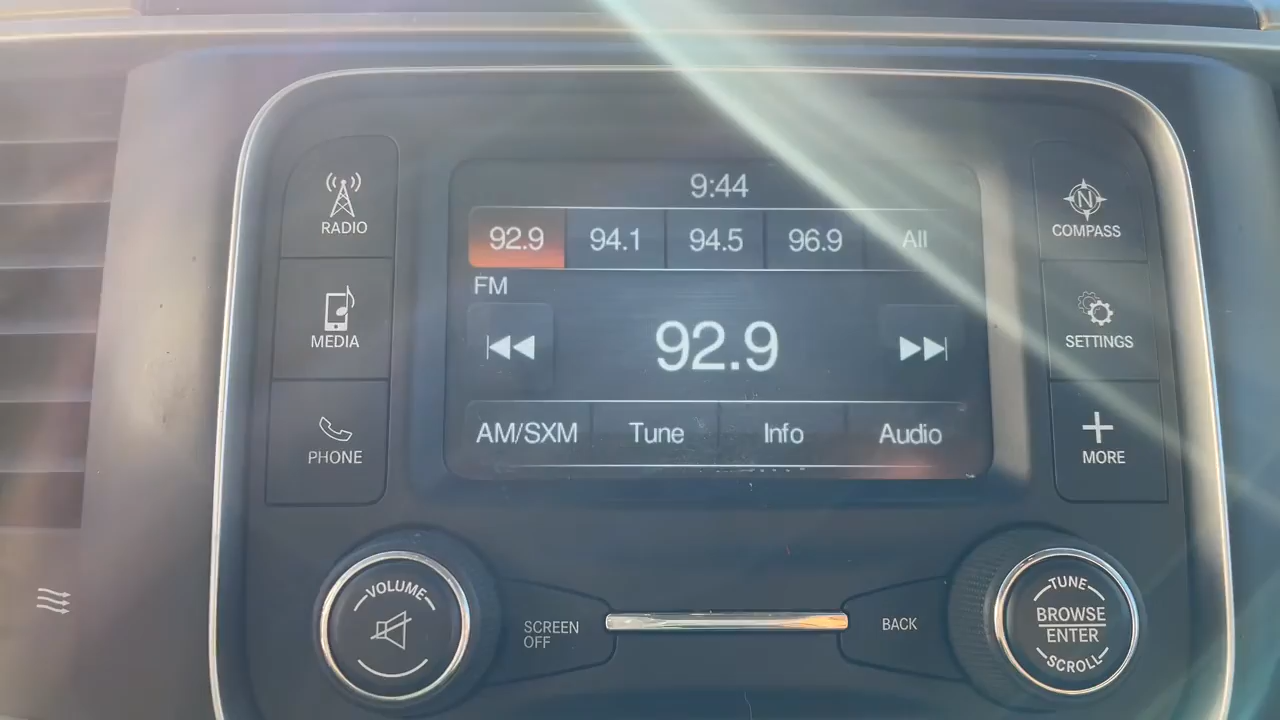 9:44
92.9 94.1 94.5 96.9 All
FM
92.9
AM/SXM Tune Info Audio
RADIO
MEDIA
PHONE
N
COMPASS
SETTINGS
MORE
VOLUME
SCREEN
OFF
BACK
TUNE
BROWSE
ENTER
SCROLL